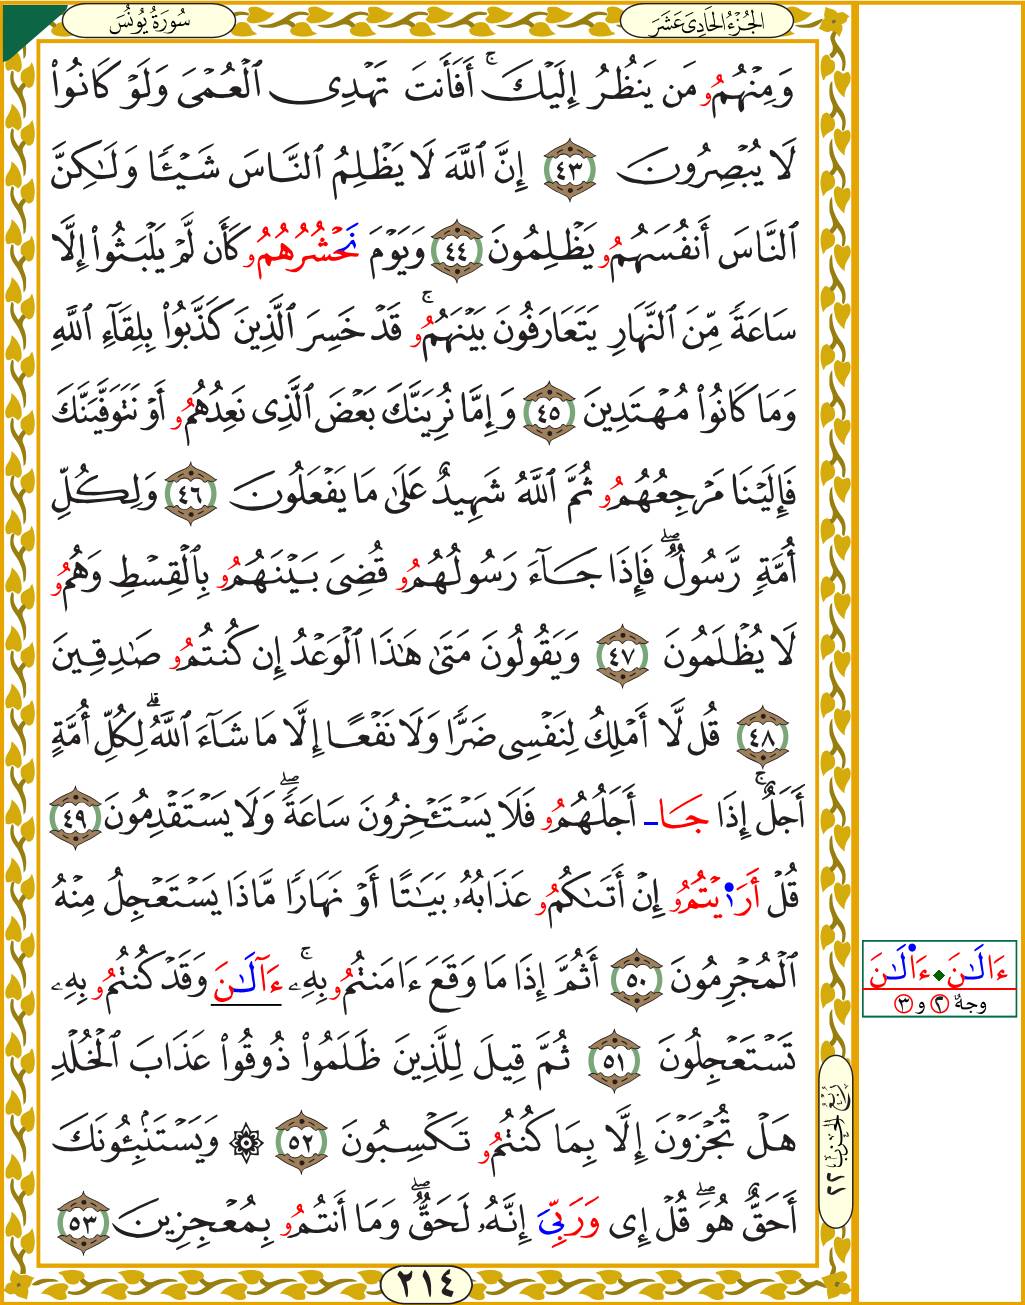 سُورَةُ يُونُسَ
الجُزْءُ الحَادِيَ عَشَرَ
وَمِنْهُمُۥ مَن يَنظُرُ إِلَيْكَۚ أَفَأَنتَ تَهْدِى ٱلْعُمْىَ وَلَوْ كَانُوا۟
لَا يُبْصِرُونَ ٤٣ إِنَّ ٱللَّهَ لَا يَظْلِمُ ٱلنَّاسَ شَيْـًٔا وَلَـٰكِنَّ
ٱلنَّاسَ أَنفُسَهُمُۥ يَظْلِمُونَ ٤٤ وَيَوْمَ نَحْشُرُهُمُۥ كَأَن لَّمْ يَلْبَثُوٓا۟ إِلَّا
سَاعَةً مِّنَ ٱلنَّهَارِ يَتَعَارَفُونَ بَيْنَهُمُۥۚ قَدْ خَسِرَ ٱلَّذِينَ كَذَّبُوا۟ بِلِقَآءِ ٱللَّهِ
وَمَا كَانُوا۟ مُهْتَدِينَ ٤٥ وَإِمَّا نُرِيَنَّكَ بَعْضَ ٱلَّذِى نَعِدُهُمُۥ أَوْ نَتَوَفَّيَنَّكَ
فَإِلَيْنَا مَرْجِعُهُمُۥ ثُمَّ ٱللَّهُ شَهِيدٌ عَلَىٰ مَا يَفْعَلُونَ ٤٦ وَلِكُلِّ
أُمَّةٍ رَّسُولٌۖ فَإِذَا جَآءَ رَسُولُهُمُۥ قُضِىَ بَيْنَهُمُۥ بِٱلْقِسْطِ وَهُمُۥ
لَا يُظْلَمُونَ ٤٧ وَيَقُولُونَ مَتَىٰ هَـٰذَا ٱلْوَعْدُ إِن كُنتُمُۥ صَـٰدِقِينَ
٤٨ قُل لَّا أَمْلِكُ لِنَفْسِى ضَرًّا وَلَا نَفْعًا إِلَّا مَا شَآءَ ٱللَّهُۗ لِكُلِّ أُمَّةٍ
أَجَلٌۚ إِذَا جَا أَجَلُهُمُۥ فَلَا يَسْتَـْٔخِرُونَ سَاعَةًۖ وَلَا يَسْتَقْدِمُونَ ٤٩
قُلْ أَرَٰيْتُمُۥ إِنْ أَتَىٰكُمُۥ عَذَابُهُۥ بَيَـٰتًا أَوْ نَهَارًا مَّاذَا يَسْتَعْجِلُ مِنْهُ
ٱلْمُجْرِمُونَ ٥٠ أَثُمَّ إِذَا مَا وَقَعَ ءَامَنتُمُۥ بِهِۦۚ ءَآلَـٰنَ وَقَدْ كُنتُمُۥ بِهِۦ
ءَالَـٰنَ ءَا۬لَـٰنَ
وجهٌ ٢ و ٣
تَسْتَعْجِلُونَ ٥١ ثُمَّ قِيلَ لِلَّذِينَ ظَلَمُوا۟ ذُوقُوا۟ عَذَابَ ٱلْخُلْدِ
هَلْ تُجْزَوْنَ إِلَّا بِمَا كُنتُمُۥ تَكْسِبُونَ ٥٢ ۞ وَيَسْتَنۢبِـُٔونَكَ
أَحَقٌّ هُوَۖ قُلْ إِى وَرَبِّىَ إِنَّهُۥ لَحَقٌّۖ وَمَا أَنتُمُۥ بِمُعْجِزِينَ ٥٣
رُبْعُ الحِزْب ٢٢
٢١٤